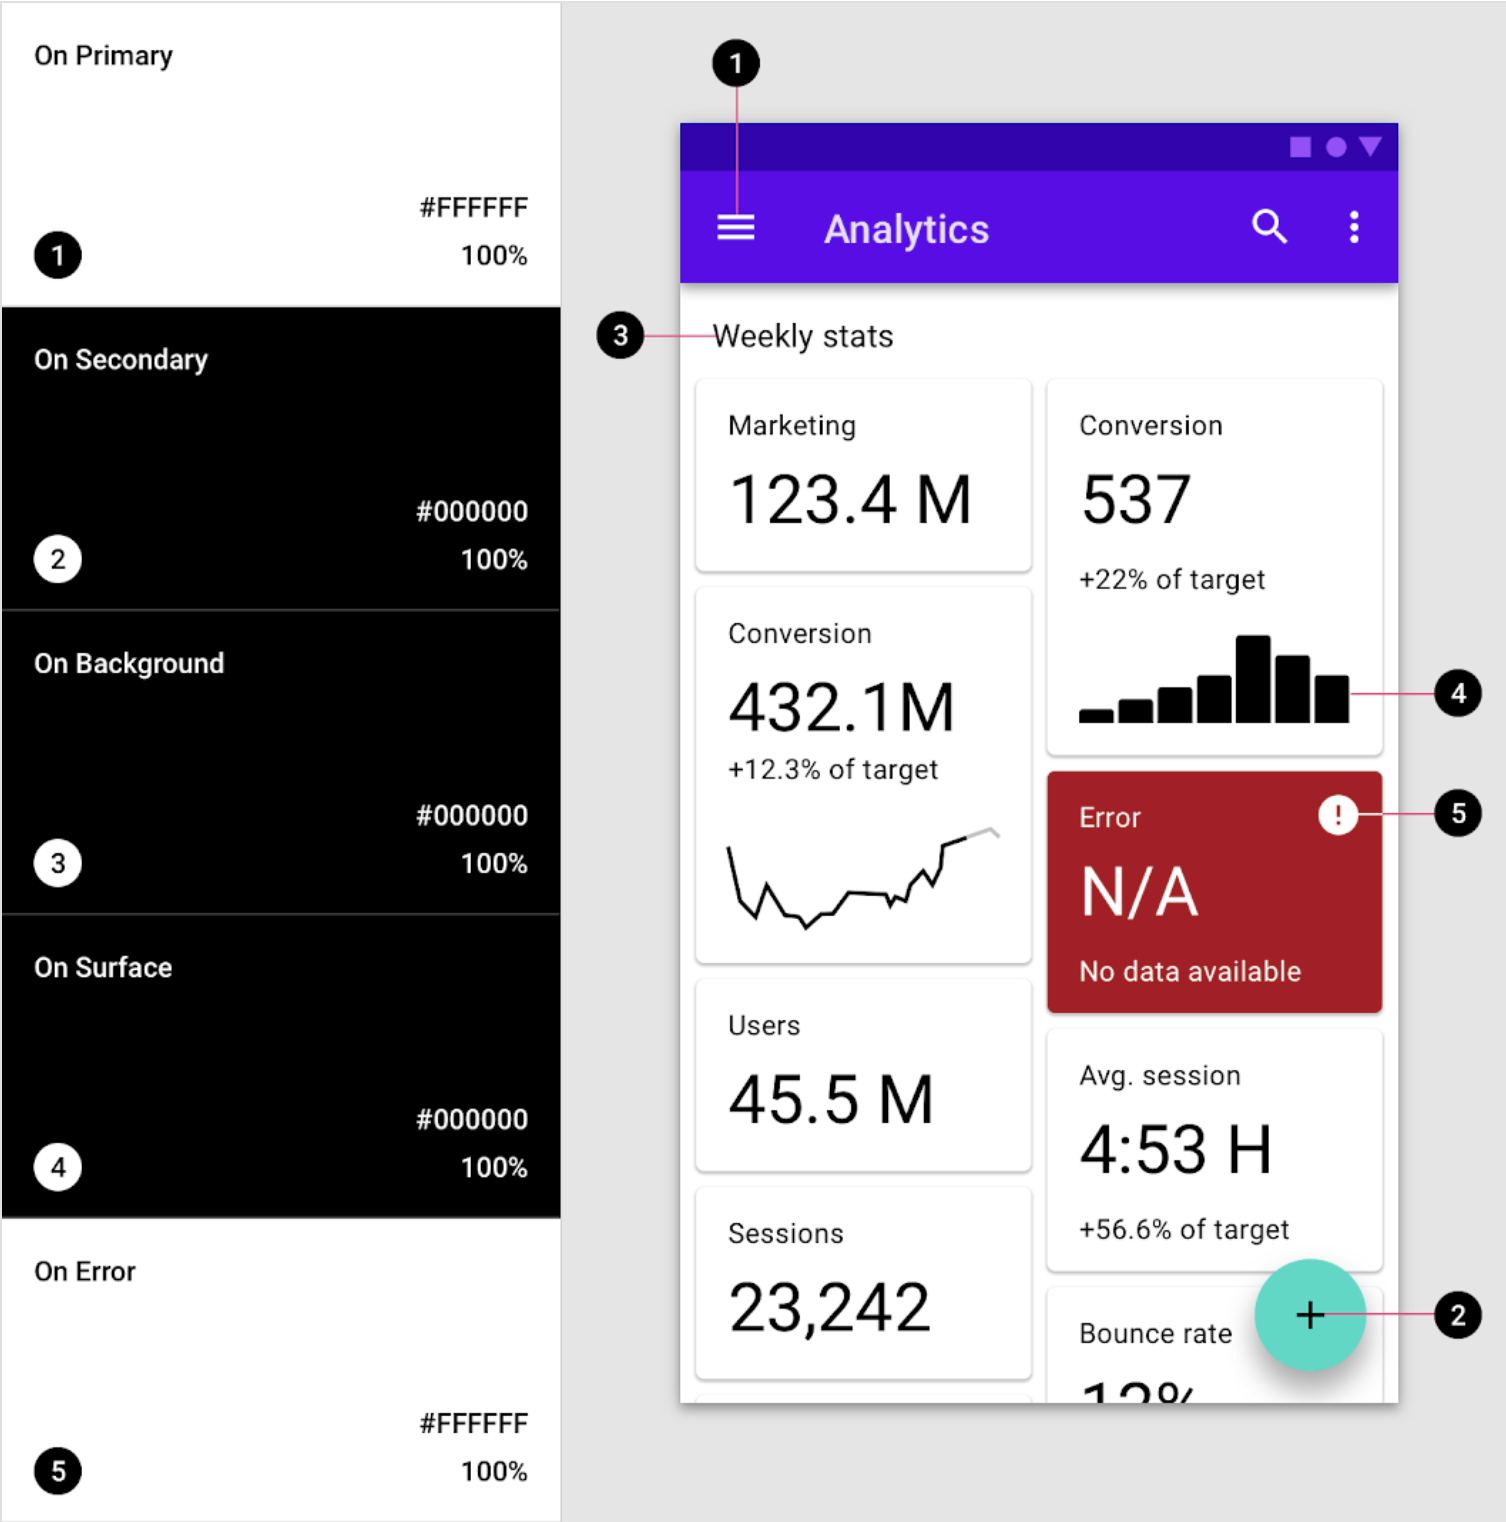 On Primary
#FFFFFF
1
100%
On Secondary
#000000
2
100%
On Background
#000000
3
100%
On Surface
#000000
4
100%
On Error
#FFFFFF
5
100%
1
Analytics
3
Weekly stats
Marketing
123.4 M
Conversion
432.1M
+12.3% of target
Users
45.5 M
Sessions
23,242
Conversion
537
+22% of target
4
Error
!
5
N/A
No data available
Avg. session
4:53 H
+56.6% of target
+
2
Bounce rate
12%